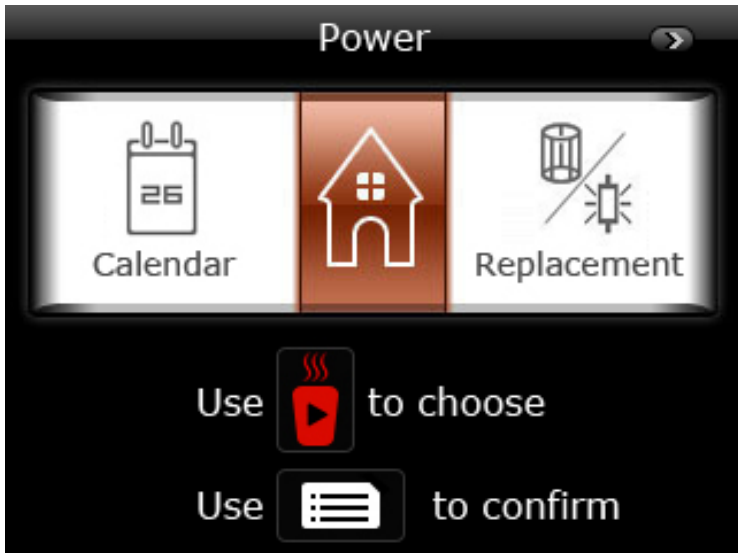 Power
26
Calendar
Replacement
Use to choose
Use to confirm